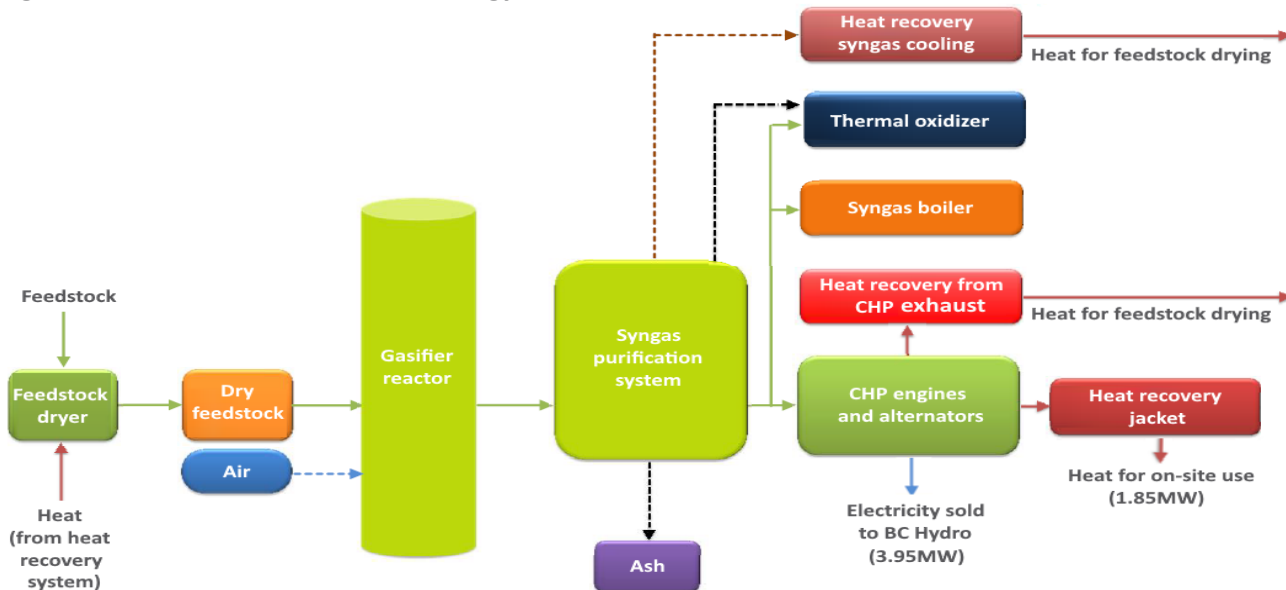 Heat recovery
syngas cooling
Heat for feedstock drying
Thermal oxidizer
Syngas boiler
Heat recovery from
CHP exhaust
Heat for feedstock drying
Feedstock
Gasifier
reactor
Syngas
purification
system
Feedstock
dryer
Dry
feedstock
CHP engines
and alternators
Heat recovery
jacket
Air
Heat
(from heat
recovery
system)
Heat for on-site use
(1.85MW)
Electricity sold
to BC Hydro
(3.95MW)
Ash